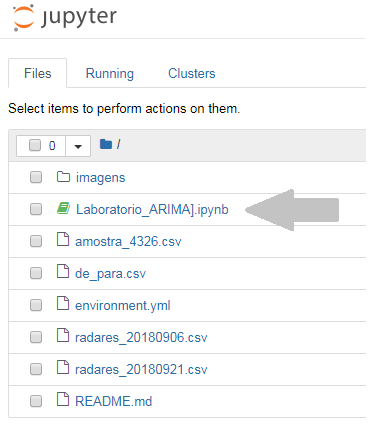 jupyter
Files Running Clusters
Select items to perform actions on them.
0 /
imagens
Laboratorio_ARIMA].ipynb
amostra_4326.csv
de_para.csv
environment.yml
radares_20180906.csv
radares_20180921.csv
README.md